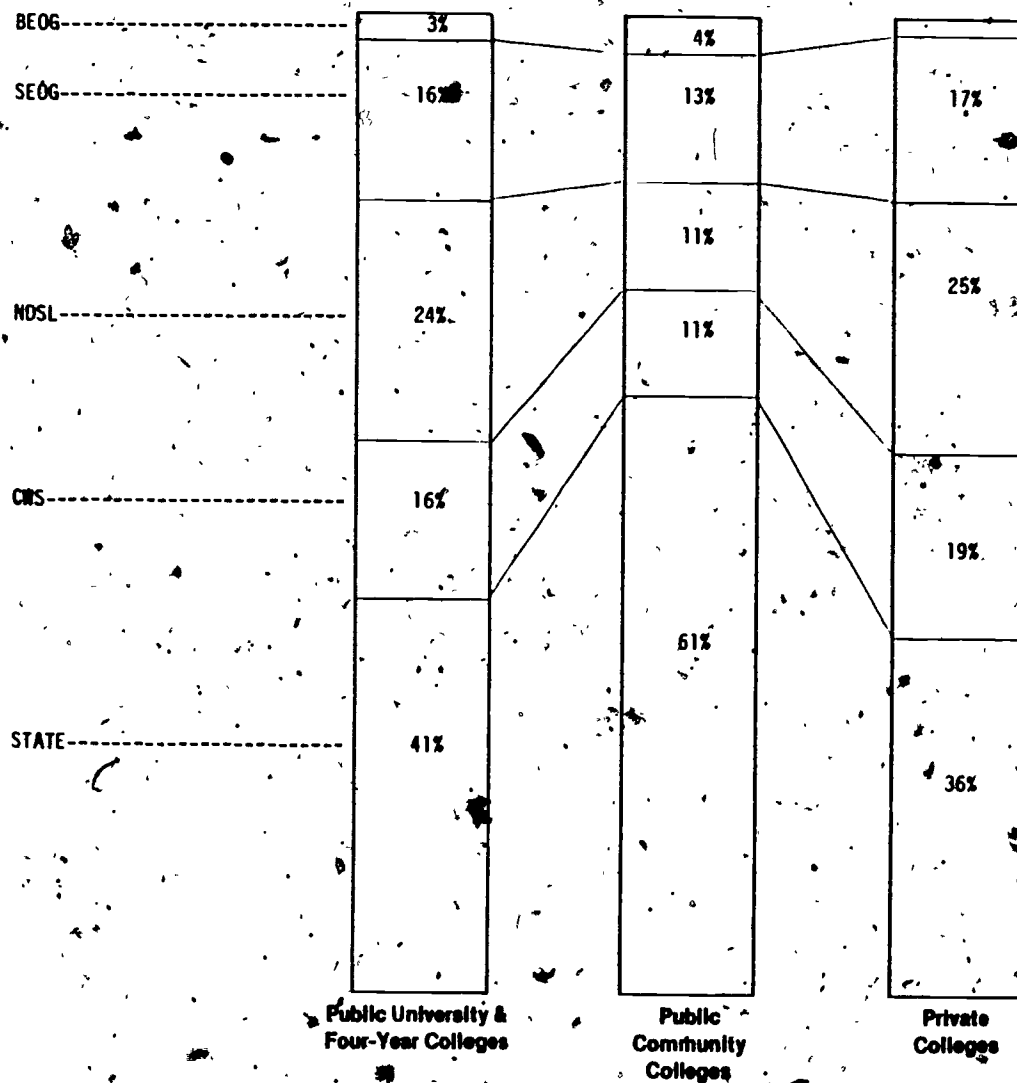 BEOG 3% 4%
SEOG 16% 13% 17%
11%
NDSL 24% 25%
11%
CWS 16% 19%
61%
STATE 41% 36%
Public University & Public Private
Four-Year Colleges Community Colleges
Colleges